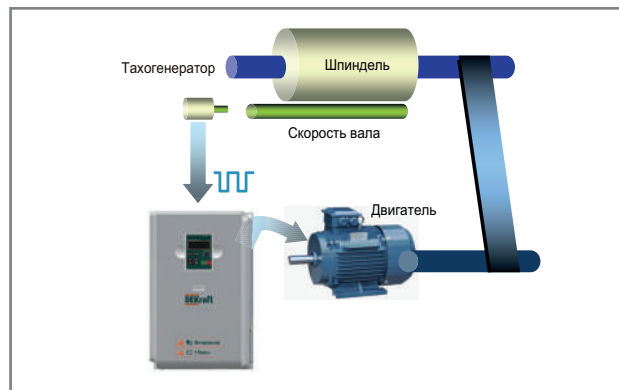 Тахогенератор
Шпиндель
Скорость вала
Двигатель
DEKraft